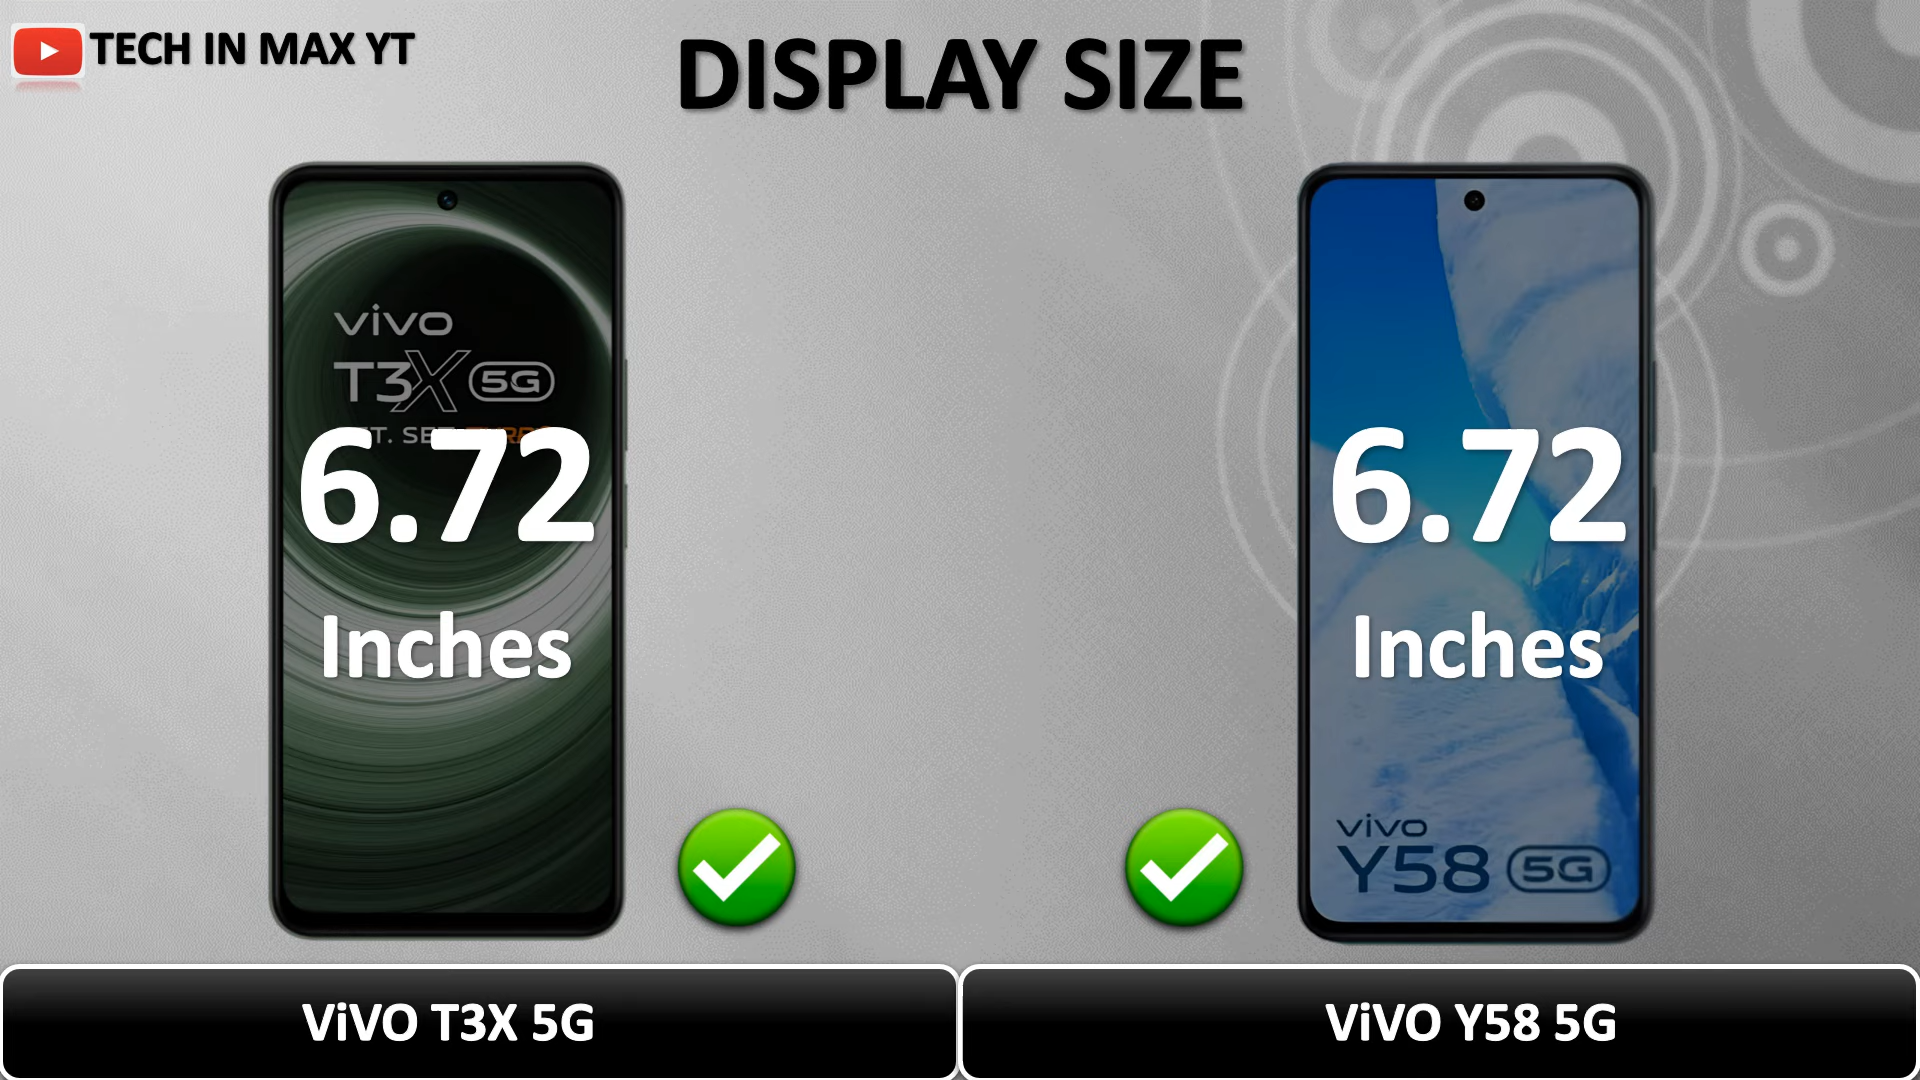 TECH IN MAX YT
DISPLAY SIZE
vivo
T3X 5G
6.72
Inches
6.72
Inches
vivo
Y58 5G
ViVO T3X 5G
ViVO Y58 5G